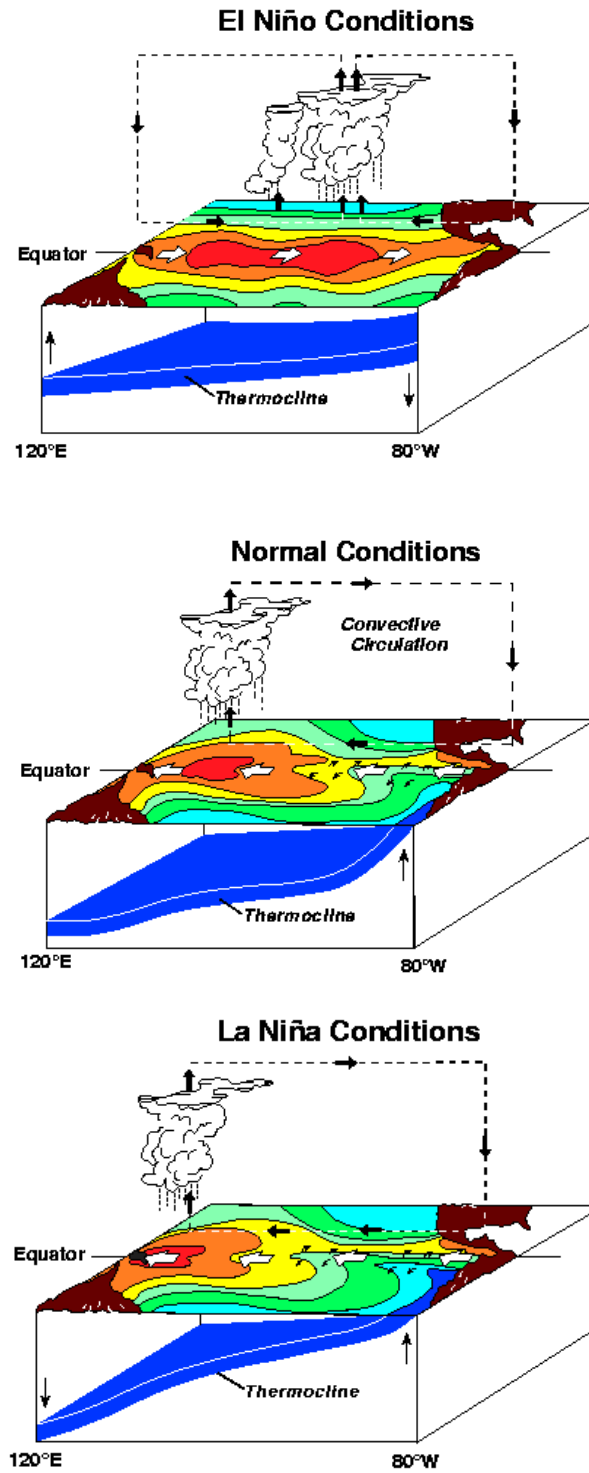 El Niño Conditions
Equator
Thermocline
120°E
80°W
Normal Conditions
Convective
Circulation
Equator
Thermocline
120°E
80°W
La Niña Conditions
Equator
Thermocline
120°E
80°W